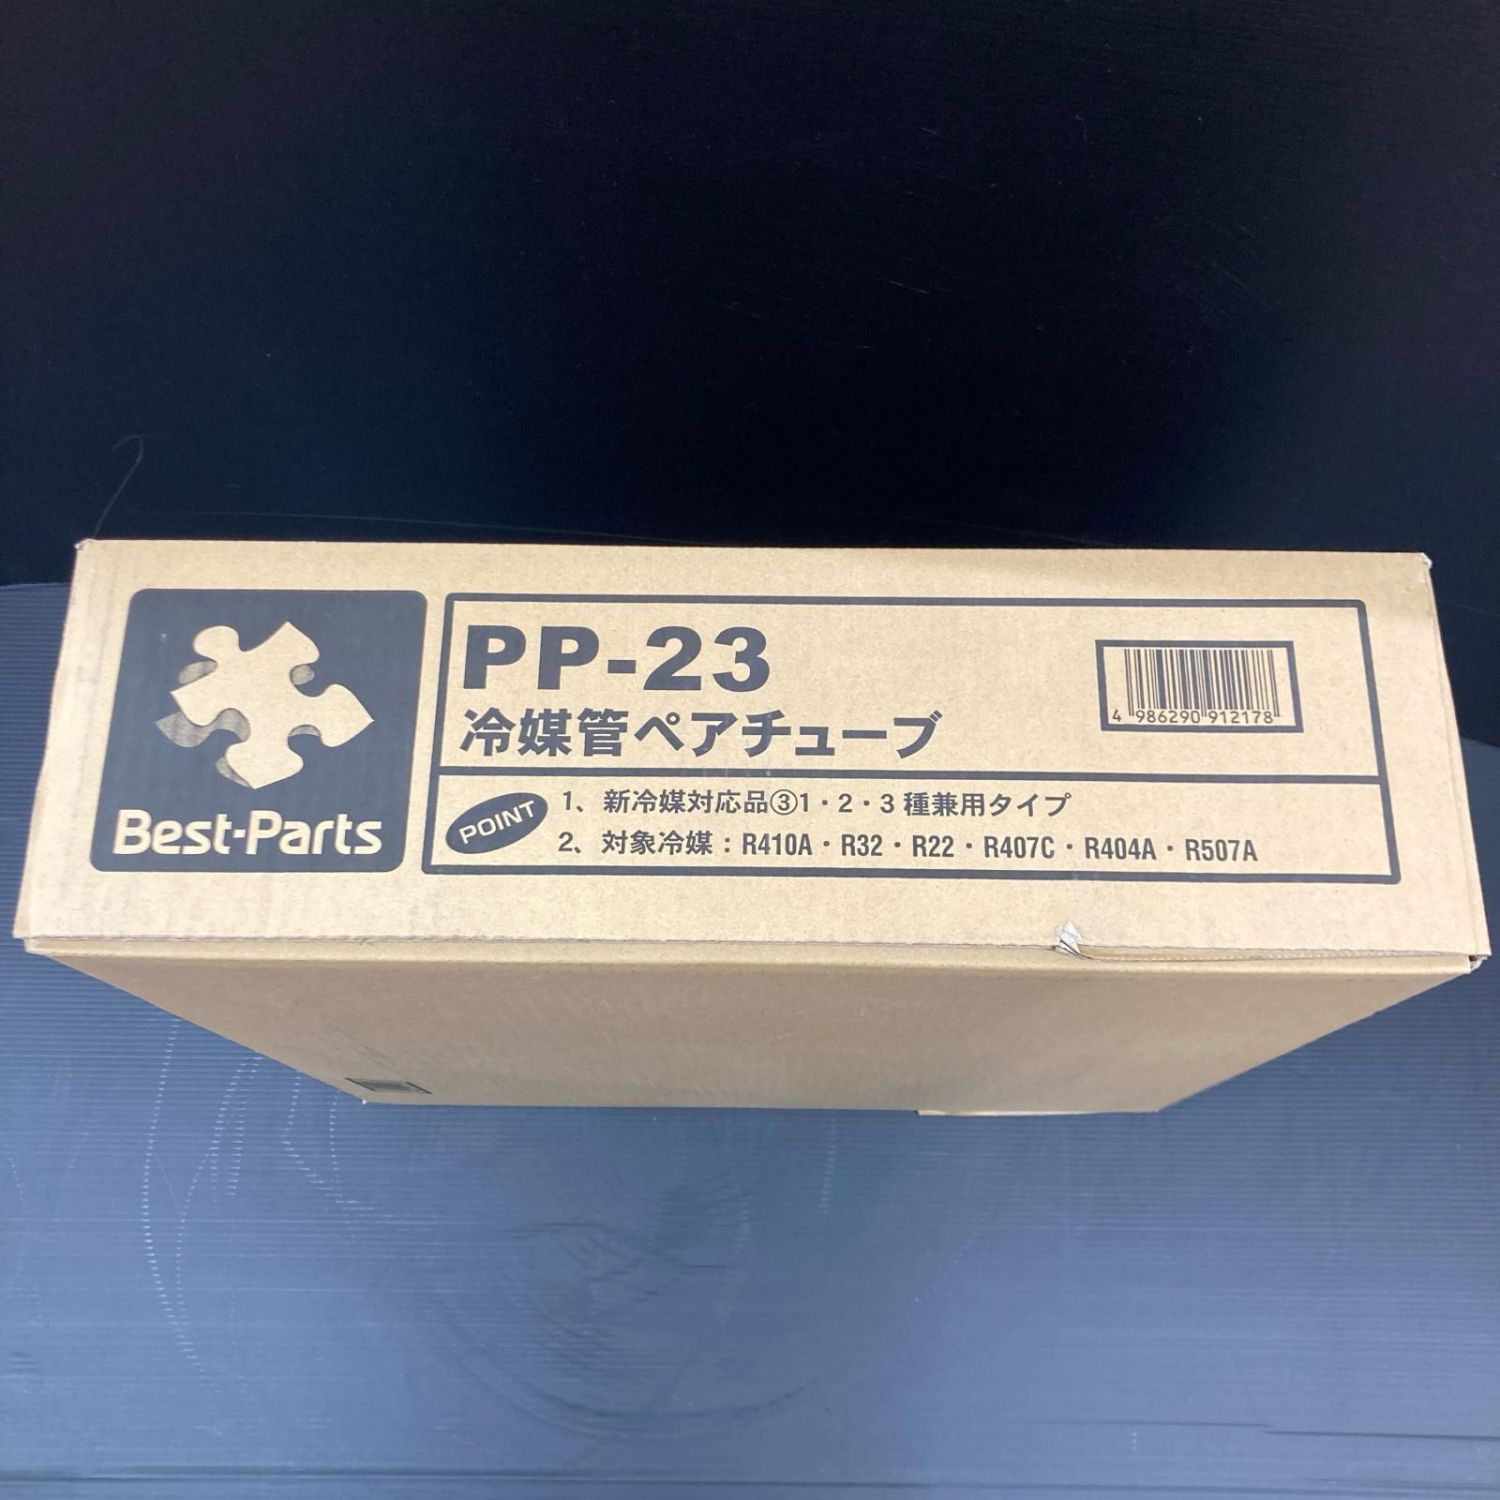 Best-Parts
PP-23
冷媒管ペアチューブ
4 986290 912178
POINT
1、新冷媒対応品③1・2・3種兼用タイプ
2、対象冷媒：R410A・R32・R22・R407C・R404A・R507A